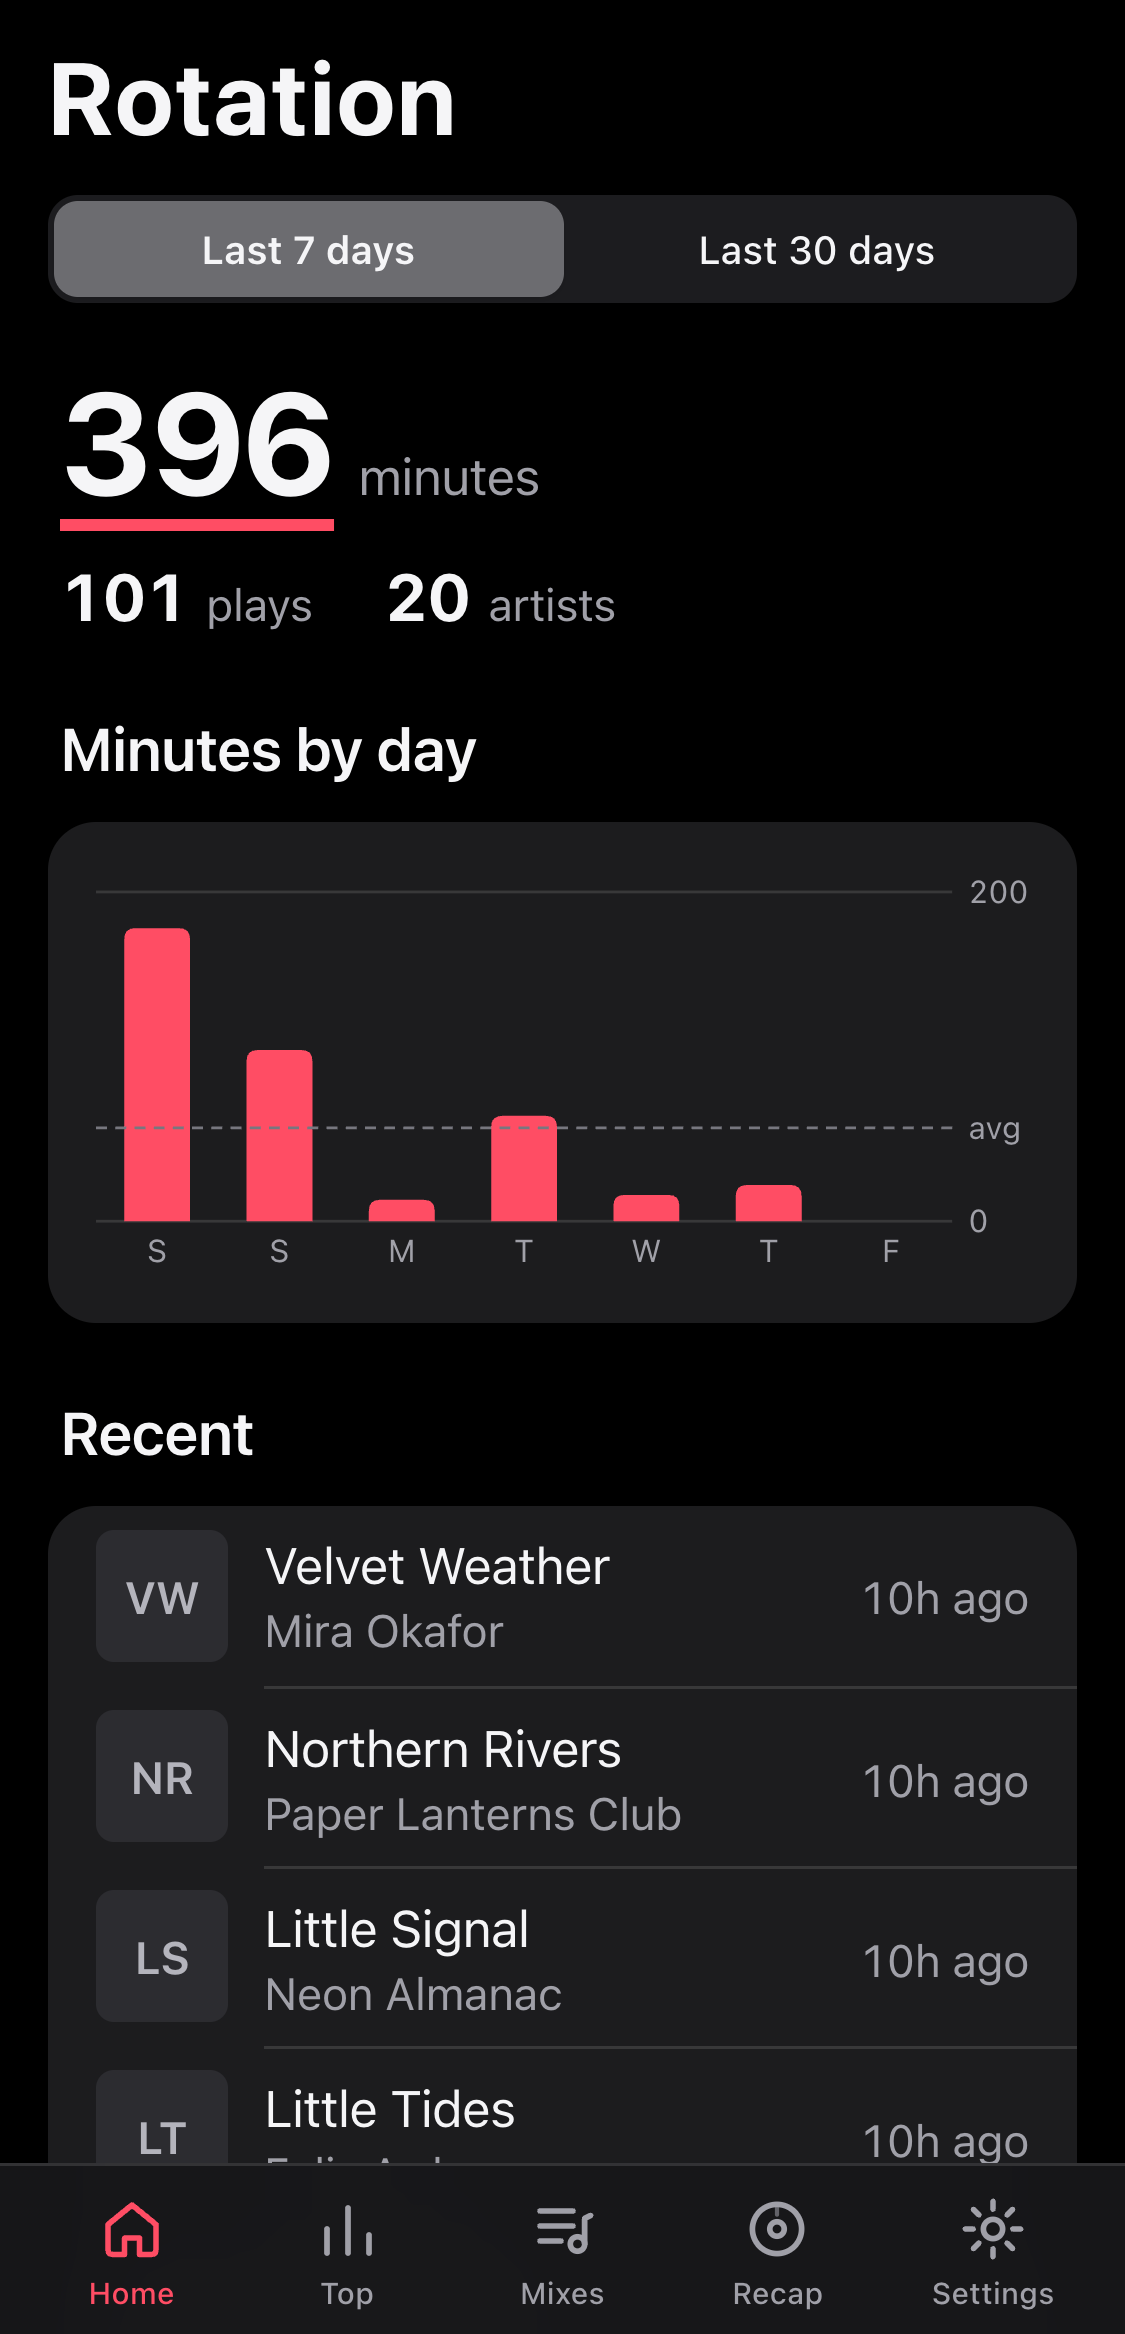 Rotation
Last 7 days Last 30 days
396 minutes
101 plays 20 artists
Minutes by day
200
avg
0
S S M T W T F
Recent
VW Velvet Weather 10h ago
Mira Okafor
NR Northern Rivers 10h ago
Paper Lanterns Club
LS Little Signal 10h ago
Neon Almanac
LT Little Tides 10h ago
Home Top Mixes Recap Settings